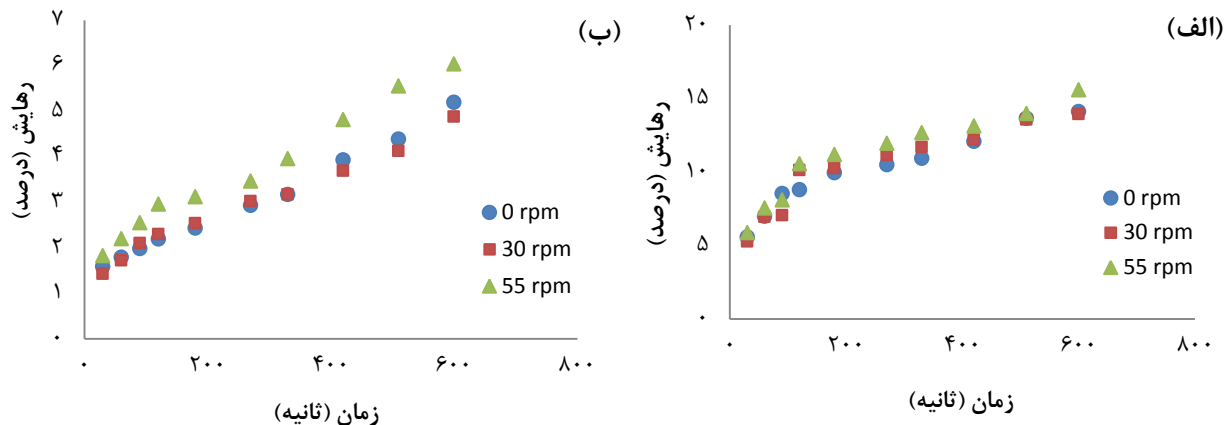 (الف)
رهایش (درصد)
۲۰
۱۵
۱۰
۵
۰
۰ ۲۰۰ ۴۰۰ ۶۰۰ ۸۰۰
زمان (ثانیه)
0 rpm
30 rpm
55 rpm
(ب)
رهایش (درصد)
۷
۶
۵
۴
۳
۲
۱
۰
۰ ۲۰۰ ۴۰۰ ۶۰۰ ۸۰۰
زمان (ثانیه)
0 rpm
30 rpm
55 rpm